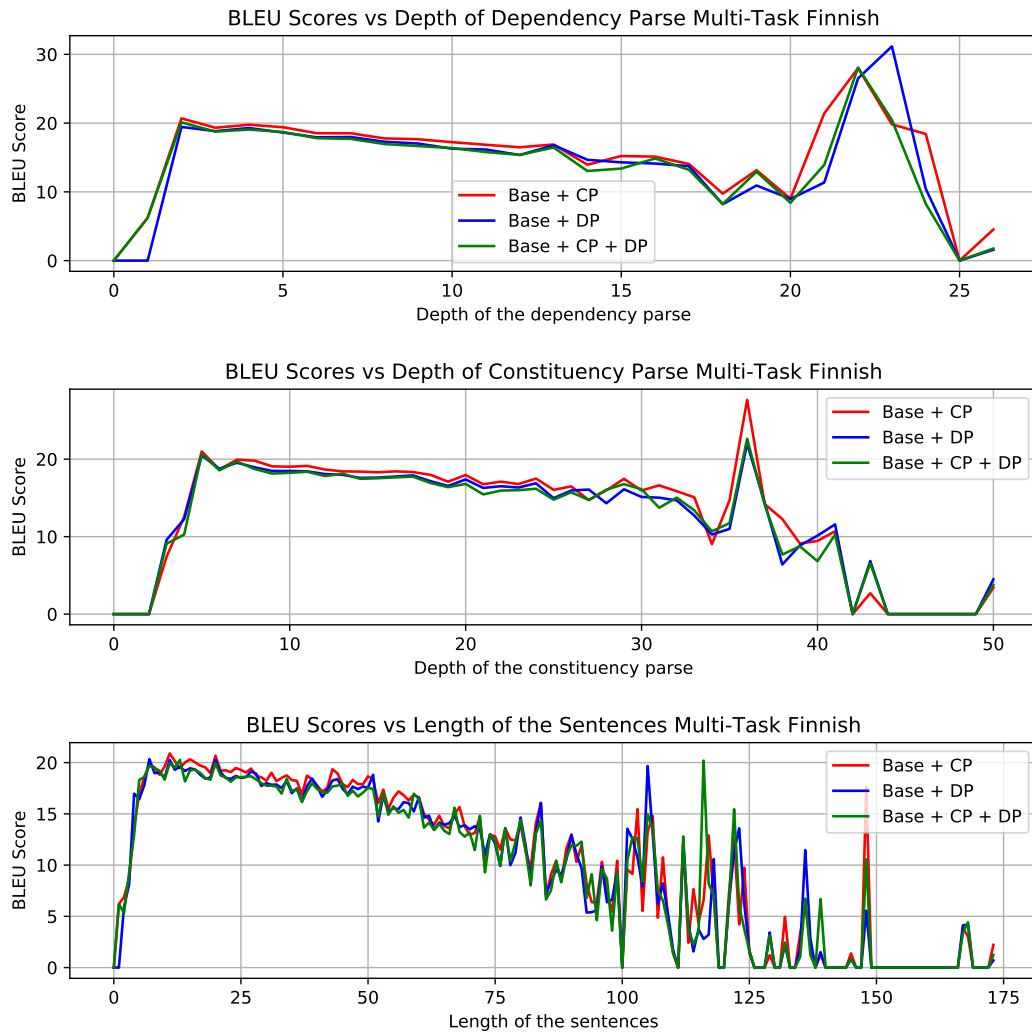 BLEU Scores vs Depth of Dependency Parse Multi-Task Finnish
30
20
10
0
BLEU Score
Base + CP
Base + DP
Base + CP + DP
0 5 10 15 20 25
Depth of the dependency parse
BLEU Scores vs Depth of Constituency Parse Multi-Task Finnish
20
10
0
BLEU Score
Base + CP
Base + DP
Base + CP + DP
0 10 20 30 40 50
Depth of the constituency parse
BLEU Scores vs Length of the Sentences Multi-Task Finnish
20
15
10
5
0
BLEU Score
Base + CP
Base + DP
Base + CP + DP
0 25 50 75 100 125 150 175
Length of the sentences